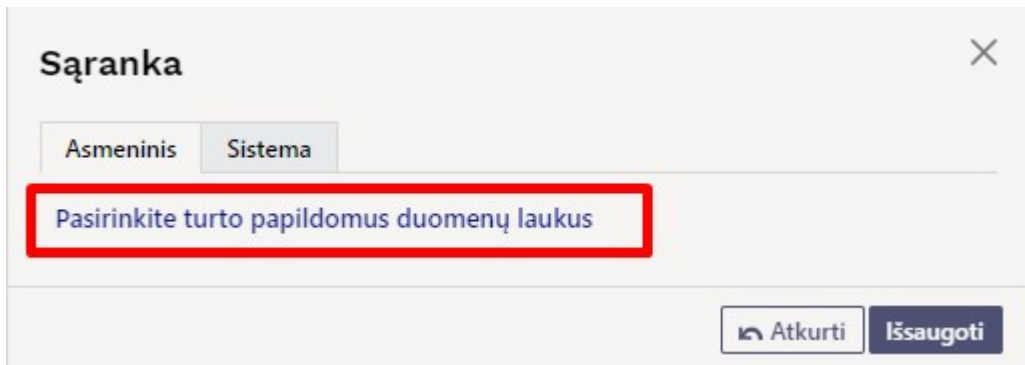 Sąranka
Asmeninis Sistema
Pasirinkite turto papildomus duomenų laukus
Atkurti Išsaugoti